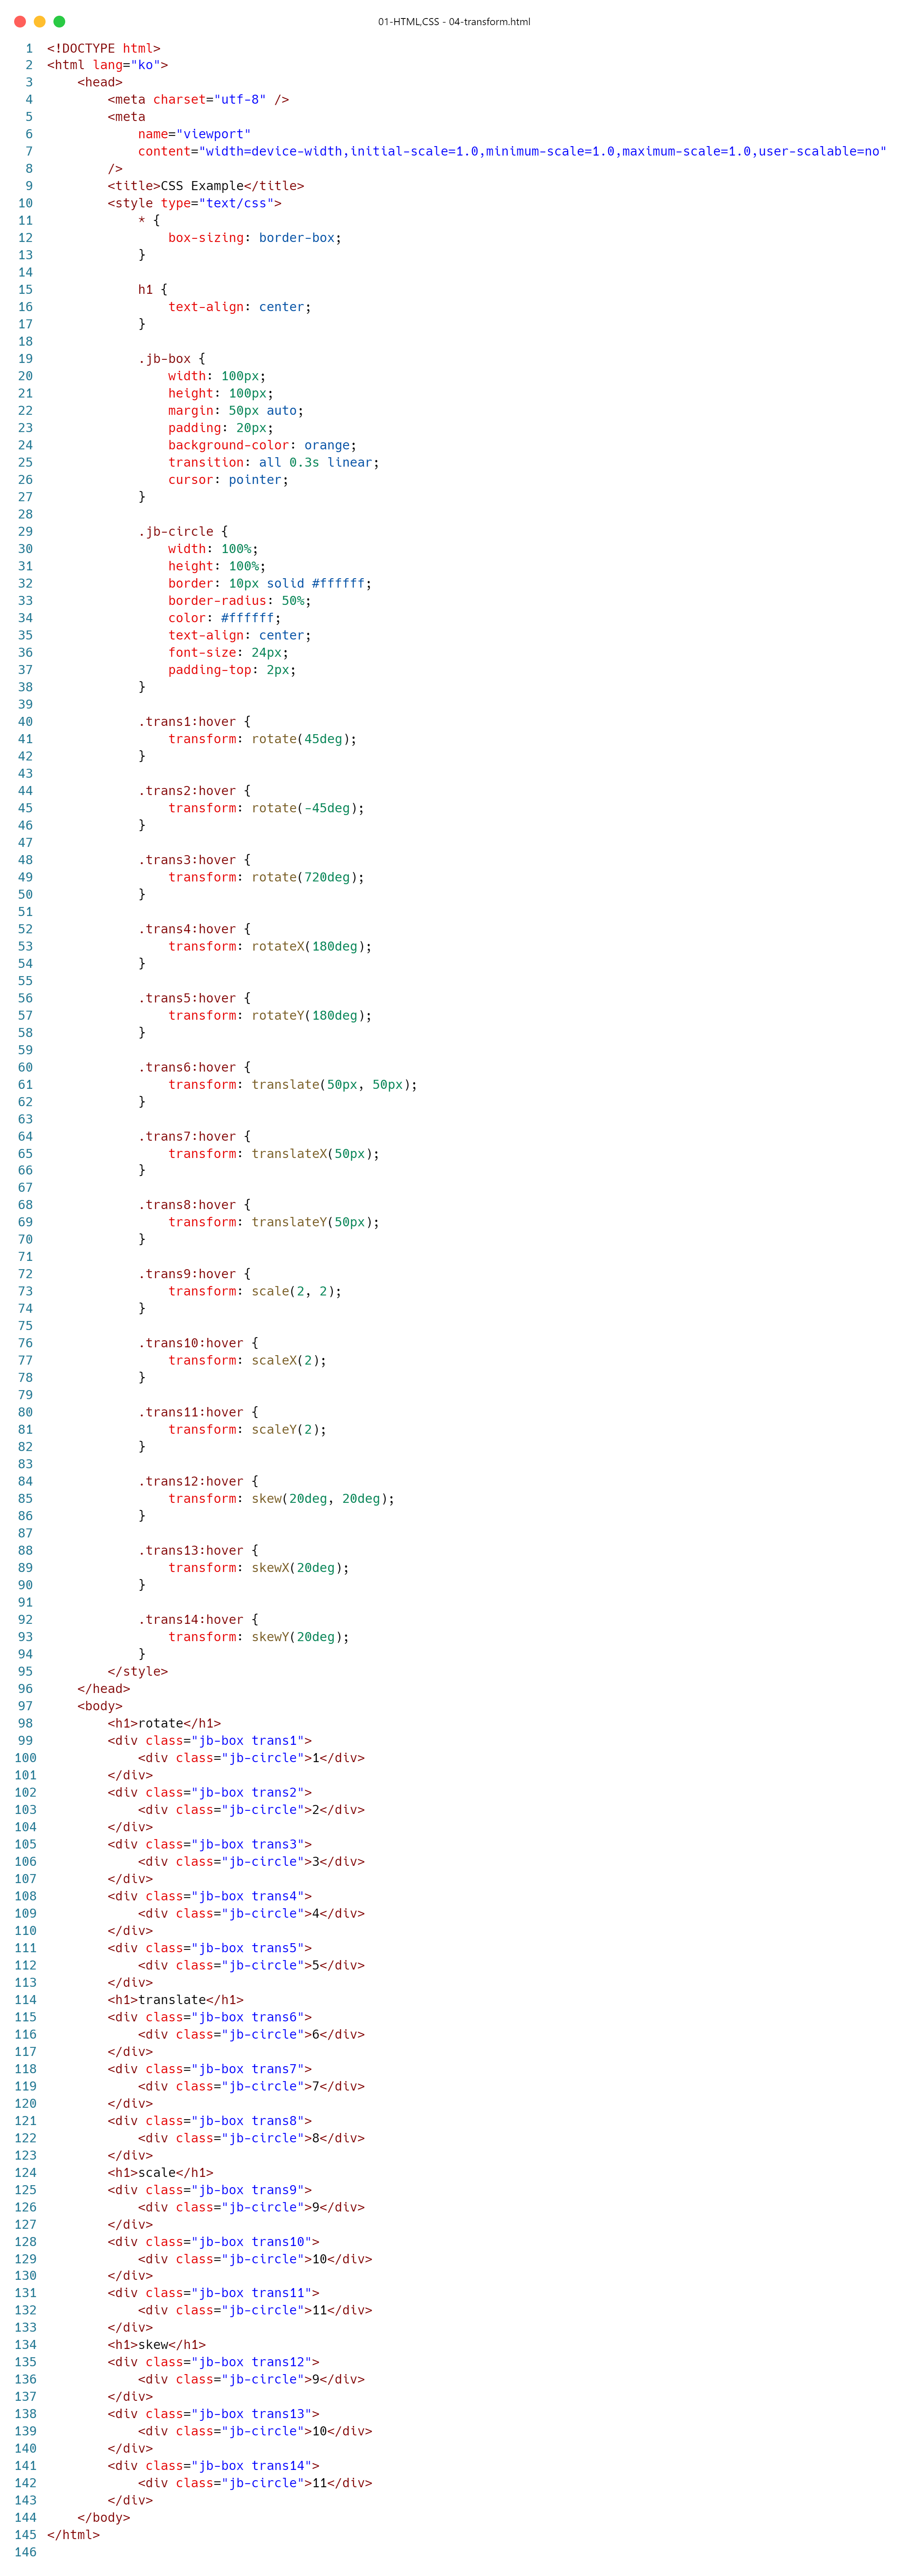 01-HTML,CSS - 04-transform.html
1 <!DOCTYPE html>
2 <html lang="ko">
3     <head>
4         <meta charset="utf-8" />
5         <meta
6             name="viewport"
7             content="width=device-width,initial-scale=1.0,minimum-scale=1.0,maximum-scale=1.0,user-scalable=no"
8         />
9         <title>CSS Example</title>
10         <style type="text/css">
11             * {
12                 box-sizing: border-box;
13             }
14
15             h1 {
16                 text-align: center;
17             }
18
19             .jb-box {
20                 width: 100px;
21                 height: 100px;
22                 margin: 50px auto;
23                 padding: 20px;
24                 background-color: orange;
25                 transition: all 0.3s linear;
26                 cursor: pointer;
27             }
28
29             .jb-circle {
30                 width: 100%;
31                 height: 100%;
32                 border: 10px solid #ffffff;
33                 border-radius: 50%;
34                 color: #ffffff;
35                 text-align: center;
36                 font-size: 24px;
37                 padding-top: 2px;
38             }
39
40             .trans1:hover {
41                 transform: rotate(45deg);
42             }
43
44             .trans2:hover {
45                 transform: rotate(-45deg);
46             }
47
48             .trans3:hover {
49                 transform: rotate(720deg);
50             }
51
52             .trans4:hover {
53                 transform: rotateX(180deg);
54             }
55
56             .trans5:hover {
57                 transform: rotateY(180deg);
58             }
59
60             .trans6:hover {
61                 transform: translate(50px, 50px);
62             }
63
64             .trans7:hover {
65                 transform: translateX(50px);
66             }
67
68             .trans8:hover {
69                 transform: translateY(50px);
70             }
71
72             .trans9:hover {
73                 transform: scale(2, 2);
74             }
75
76             .trans10:hover {
77                 transform: scaleX(2);
78             }
79
80             .trans11:hover {
81                 transform: scaleY(2);
82             }
83
84             .trans12:hover {
85                 transform: skew(20deg, 20deg);
86             }
87
88             .trans13:hover {
89                 transform: skewX(20deg);
90             }
91
92             .trans14:hover {
93                 transform: skewY(20deg);
94             }
95         </style>
96     </head>
97     <body>
98         <h1>rotate</h1>
99         <div class="jb-box trans1">
100             <div class="jb-circle">1</div>
101         </div>
102         <div class="jb-box trans2">
103             <div class="jb-circle">2</div>
104         </div>
105         <div class="jb-box trans3">
106             <div class="jb-circle">3</div>
107         </div>
108         <div class="jb-box trans4">
109             <div class="jb-circle">4</div>
110         </div>
111         <div class="jb-box trans5">
112             <div class="jb-circle">5</div>
113         </div>
114         <h1>translate</h1>
115         <div class="jb-box trans6">
116             <div class="jb-circle">6</div>
117         </div>
118         <div class="jb-box trans7">
119             <div class="jb-circle">7</div>
120         </div>
121         <div class="jb-box trans8">
122             <div class="jb-circle">8</div>
123         </div>
124         <h1>scale</h1>
125         <div class="jb-box trans9">
126             <div class="jb-circle">9</div>
127         </div>
128         <div class="jb-box trans10">
129             <div class="jb-circle">10</div>
130         </div>
131         <div class="jb-box trans11">
132             <div class="jb-circle">11</div>
133         </div>
134         <h1>skew</h1>
135         <div class="jb-box trans12">
136             <div class="jb-circle">9</div>
137         </div>
138         <div class="jb-box trans13">
139             <div class="jb-circle">10</div>
140         </div>
141         <div class="jb-box trans14">
142             <div class="jb-circle">11</div>
143         </div>
144     </body>
145 </html>
146